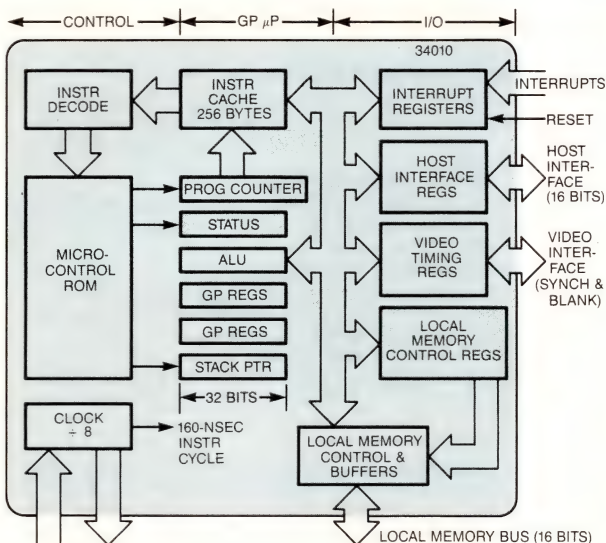 CONTROL
GP μP
I/O
34010
INSTR
DECODE
INSTR
CACHE
256 BYTES
INTERRUPT
REGISTERS
INTERRUPTS
RESET
HOST
INTERFACE
REGS
HOST
INTER-
FACE
(16 BITS)
PROG COUNTER
STATUS
MICRO-
CONTROL
ROM
ALU
VIDEO
TIMING
REGS
VIDEO
INTER-
FACE
(SYNCH &
BLANK)
GP REGS
GP REGS
STACK PTR
LOCAL
MEMORY
CONTROL REGS
32 BITS
CLOCK
÷ 8
160-NSEC
INSTR
CYCLE
LOCAL MEMORY
CONTROL &
BUFFERS
LOCAL MEMORY BUS (16 BITS)